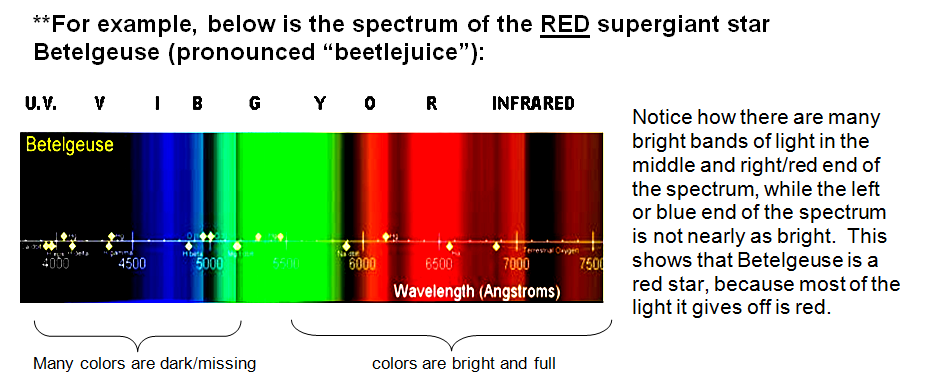 **For example, below is the spectrum of the RED supergiant star
Betelgeuse (pronounced “beetlejuice”):
U.V. V I B G Y O R INFRARED
Betelgeuse
4000 4500 5000 5500 6000 6500 7000 7500
Terrestrial Oxygen
Wavelength (Angstroms)
Notice how there are many
bright bands of light in the
middle and right/red end of
the spectrum, while the left
or blue end of the spectrum
is not nearly as bright. This
shows that Betelgeuse is a
red star, because most of the
light it gives off is red.
Many colors are dark/missing
colors are bright and full